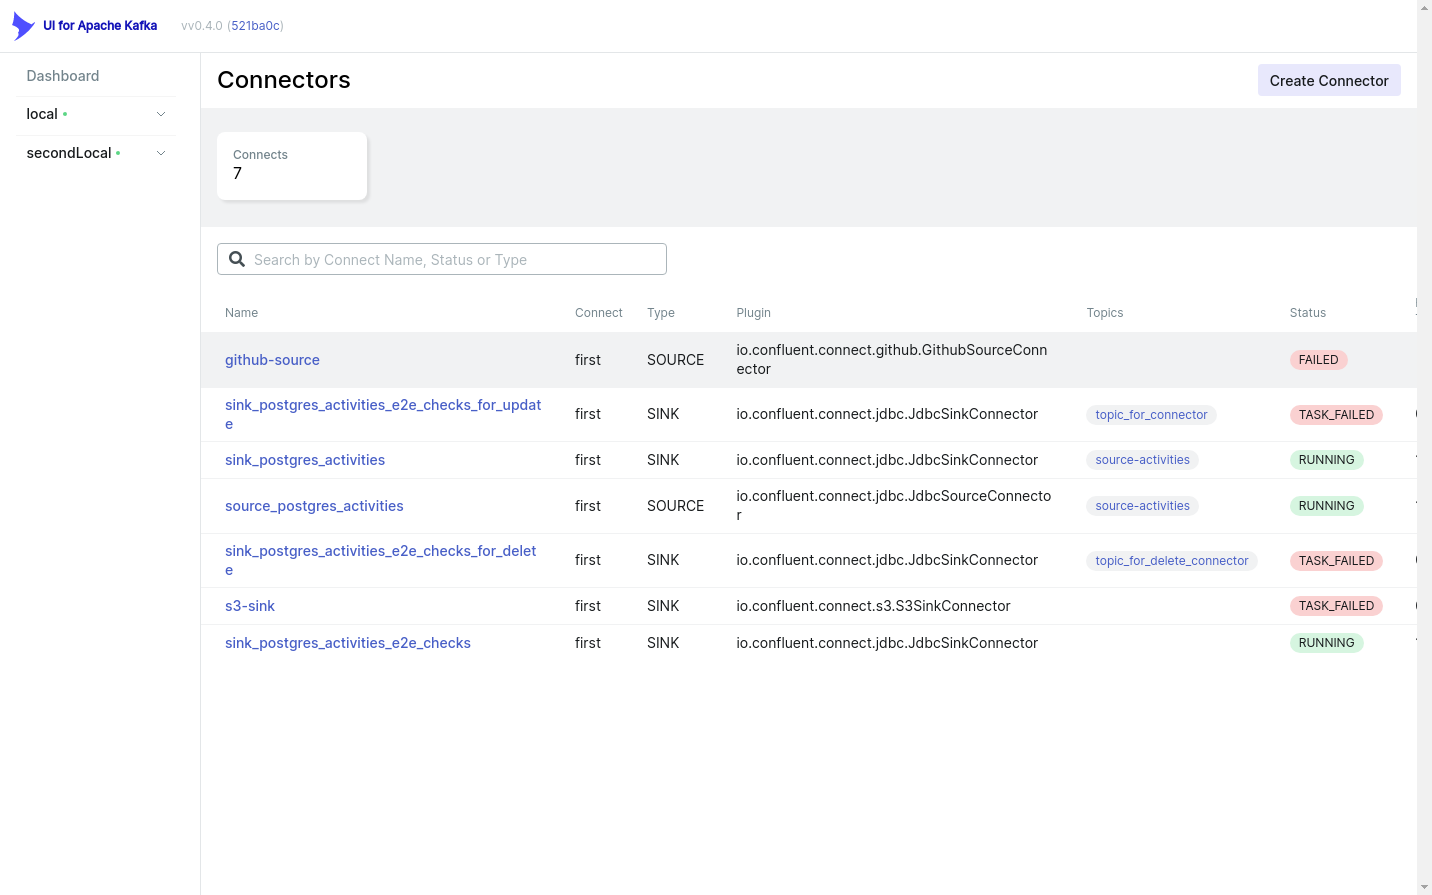 UI for Apache Kafka vv0.4.0 (521ba0c)
Dashboard
local
secondLocal
Connectors
Create Connector
Connects
7
Search by Connect Name, Status or Type
Name Connect Type Plugin Topics Status
github-source first SOURCE io.confluent.connect.github.GithubSourceConn
ector FAILED
sink_postgres_activities_e2e_checks_for_updat
e first SINK io.confluent.connect.jdbc.JdbcSinkConnector topic_for_connector TASK_FAILED
sink_postgres_activities first SINK io.confluent.connect.jdbc.JdbcSinkConnector source-activities RUNNING
source_postgres_activities first SOURCE io.confluent.connect.jdbc.JdbcSourceConnecto
r source-activities RUNNING
sink_postgres_activities_e2e_checks_for_delet
e first SINK io.confluent.connect.jdbc.JdbcSinkConnector topic_for_delete_connector TASK_FAILED
s3-sink first SINK io.confluent.connect.s3.S3SinkConnector TASK_FAILED
sink_postgres_activities_e2e_checks first SINK io.confluent.connect.jdbc.JdbcSinkConnector RUNNING